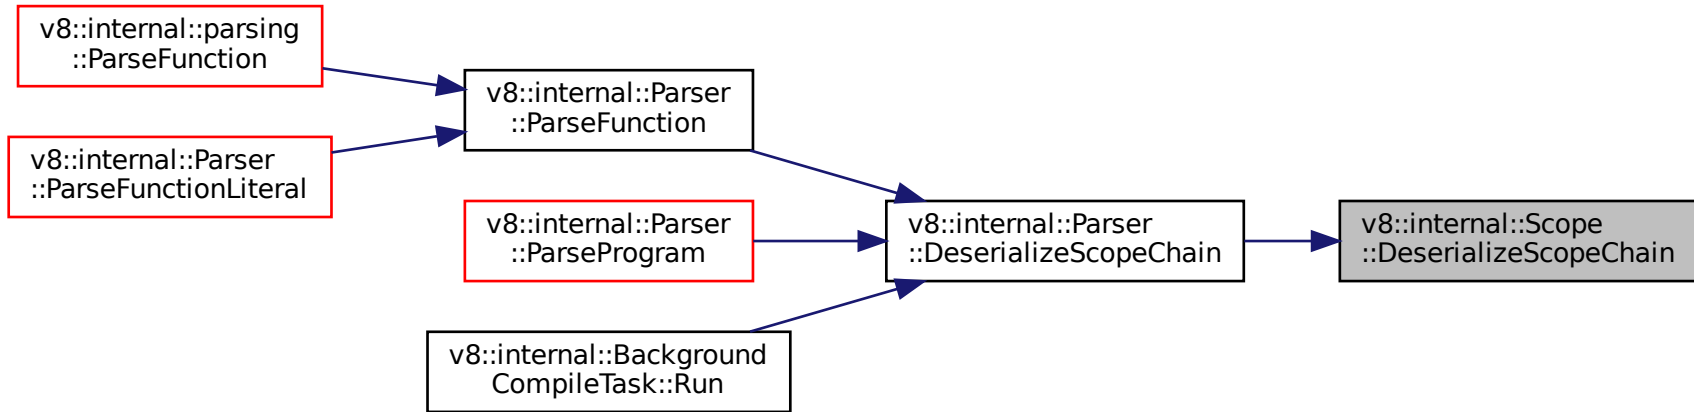 v8::internal::parsing
::ParseFunction
v8::internal::Parser
::ParseFunctionLiteral
v8::internal::Parser
::ParseFunction
v8::internal::Parser
::ParseProgram
v8::internal::Background
CompileTask::Run
v8::internal::Parser
::DeserializeScopeChain
v8::internal::Scope
::DeserializeScopeChain